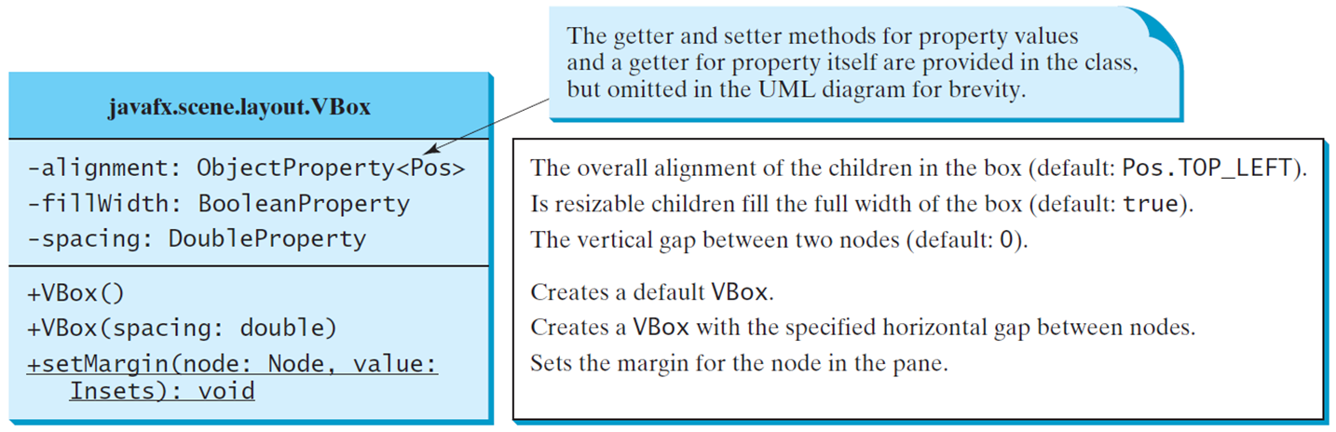 The getter and setter methods for property values
and a getter for property itself are provided in the class,
but omitted in the UML diagram for brevity.
javafx.scene.layout.VBox
-alignment: ObjectProperty<Pos>
-fillWidth: BooleanProperty
-spacing: DoubleProperty
The overall alignment of the children in the box (default: Pos.TOP_LEFT).
Is resizable children fill the full width of the box (default: true).
The vertical gap between two nodes (default: 0).
+VBox()
+VBox(spacing: double)
+setMargin(node: Node, value:
Insets): void
Creates a default VBox.
Creates a VBox with the specified horizontal gap between nodes.
Sets the margin for the node in the pane.